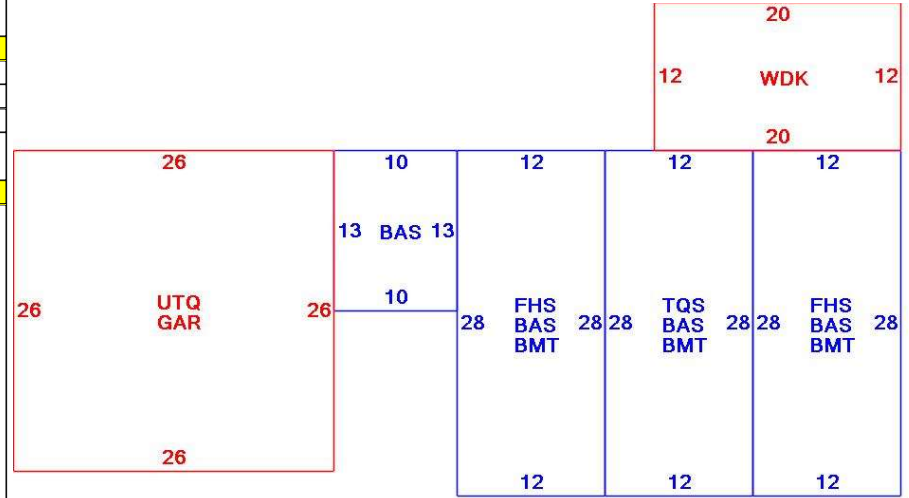 20
12 WDK 12
20
26 10 12 12 12
13 BAS 13
10
26 UTQ 26
GAR
28 FHS 28 28 TQS 28 28 FHS 28
BAS BAS BAS
BMT BMT BMT
26
12 12 12